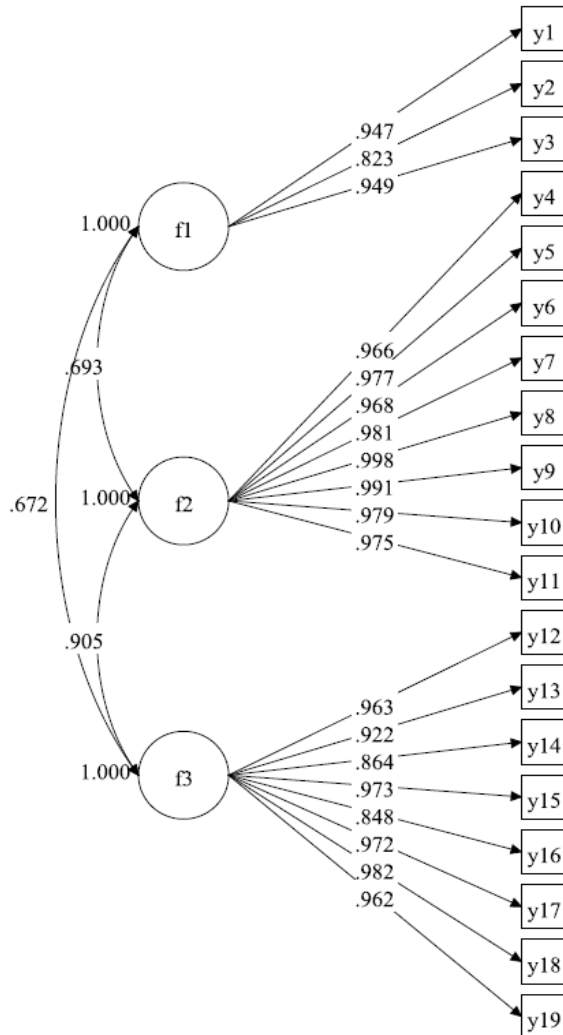 y1
y2
.947
y3
.823
.949
y4
1.000
f1
y5
y6
.966
y7
.693
.977
.968
y8
.981
.998
y9
1.000
f2
.991
.672
.979
y10
.975
y11
y12
.905
y13
.963
.922
y14
.864
1.000
f3
.973
y15
.848
y16
.972
.982
y17
.962
y18
y19